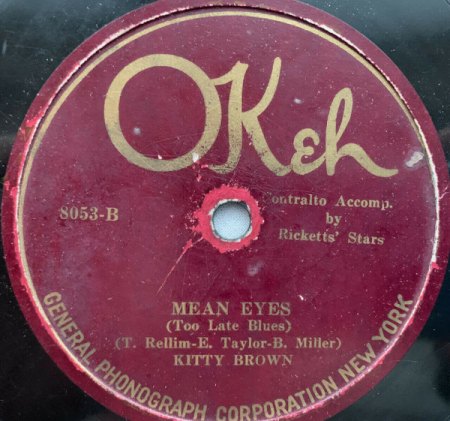 OKeh
8053-B
Contralto Accomp.
by
Ricketts' Stars
MEAN EYES
(Too Late Blues)
(T. Rellim-E. Taylor-B. Miller)
KITTY BROWN
GENERAL PHONOGRAPH CORPORATION NEW YORK